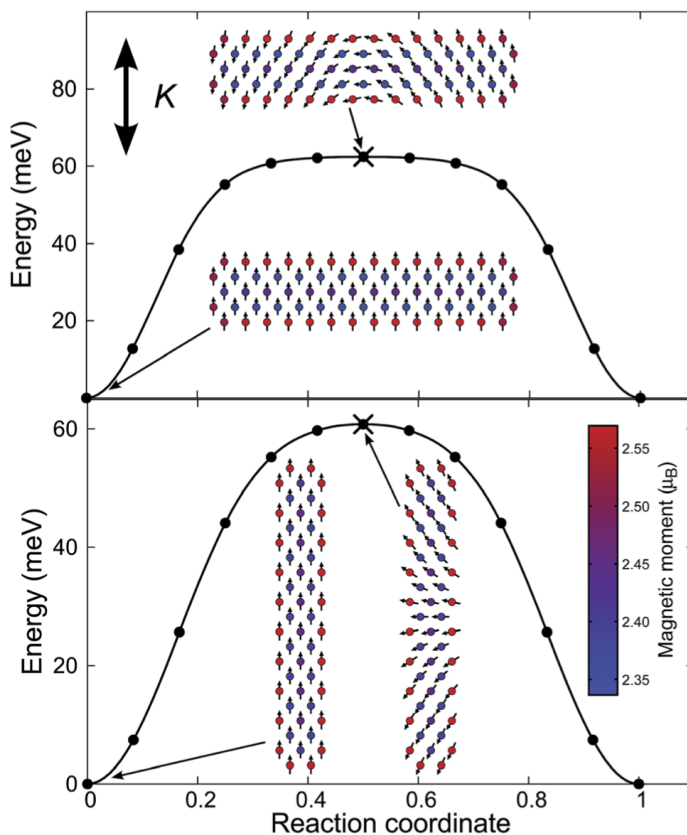 K
Energy (meV)
80
60
40
20
Energy (meV)
60
40
20
0
Magnetic moment (μB)
2.55
2.50
2.45
2.40
2.35
0 0.2 0.4 0.6 0.8 1
Reaction coordinate